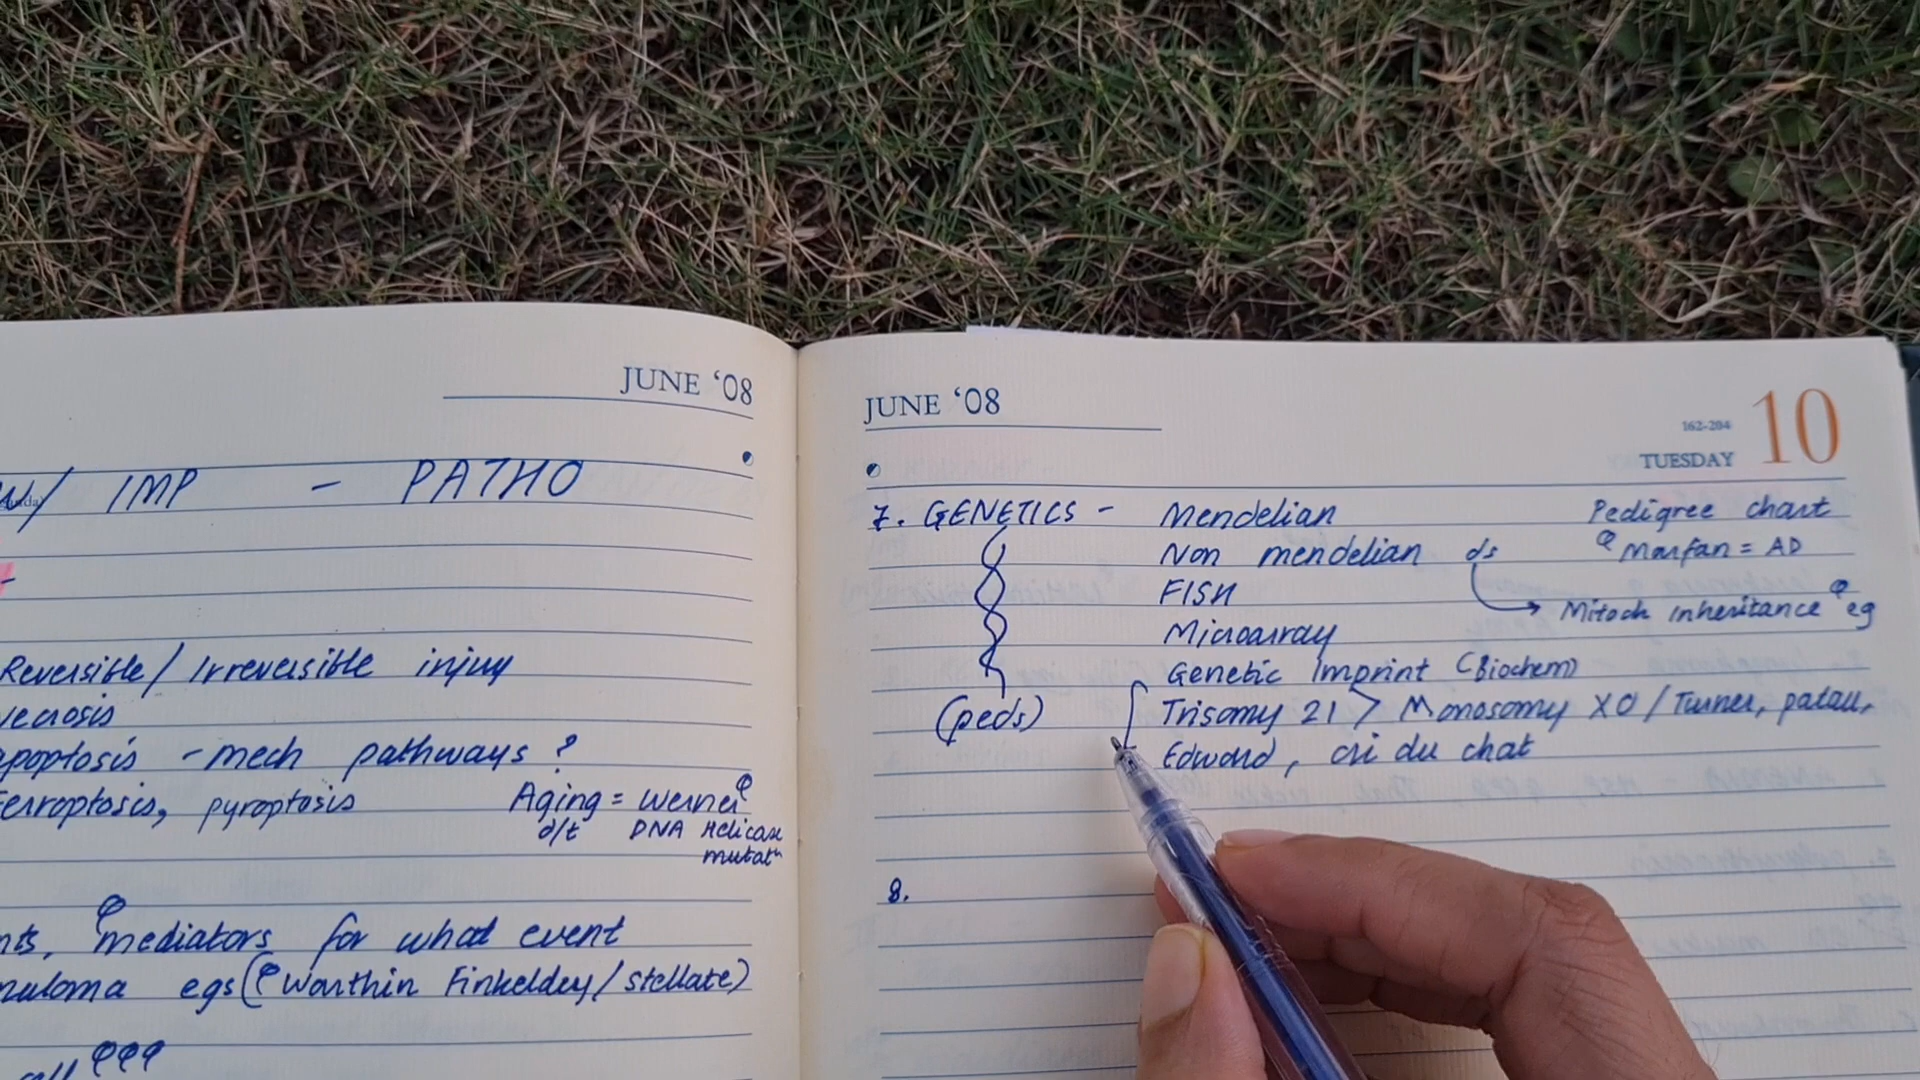 JUNE '08
W/ IMP - PATHO
Reversible / Irreversible injury
necrosis
apoptosis - mech pathways ?
ferroptosis, pyroptosis Aging = Werner Q
d/t DNA Helicase
mutatn
Q mediators for what event
egs (Q Warthin Finkeldey / stellate)
QQQ
JUNE '08
162-204
10
TUESDAY
7. GENETICS - Mendelian Pedigree chart
Non mendelian ds Q Marfan = AD
FISH
Mitoch inheritance Q eg
Microarray
Genetic Imprint (Biochem)
(peds) Trisomy 21 > Monosomy XO / Turner, patau,
Edward, cri du chat
8.